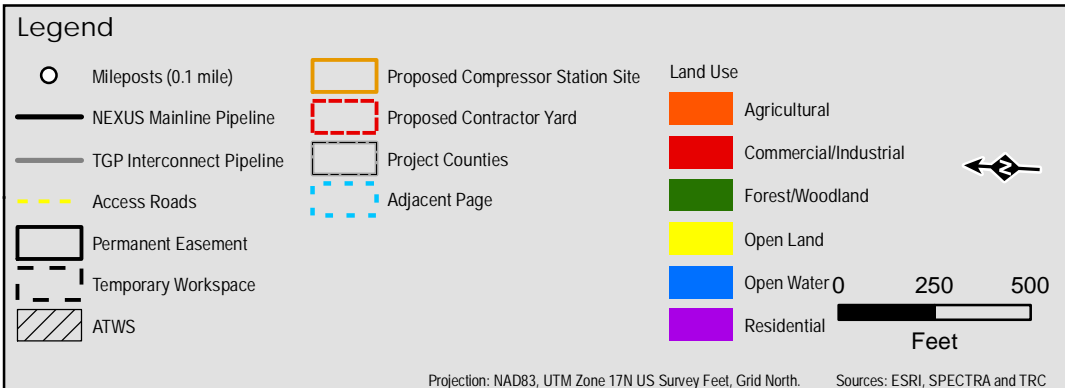 Legend
Mileposts (0.1 mile)
NEXUS Mainline Pipeline
TGP Interconnect Pipeline
Access Roads
Permanent Easement
Temporary Workspace
ATWS
Proposed Compressor Station Site
Proposed Contractor Yard
Project Counties
Adjacent Page
Land Use
Agricultural
Commercial/Industrial
Forest/Woodland
Open Land
Open Water
Residential
N
0 250 500
Feet
Projection: NAD83, UTM Zone 17N US Survey Feet, Grid North. Sources: ESRI, SPECTRA and TRC